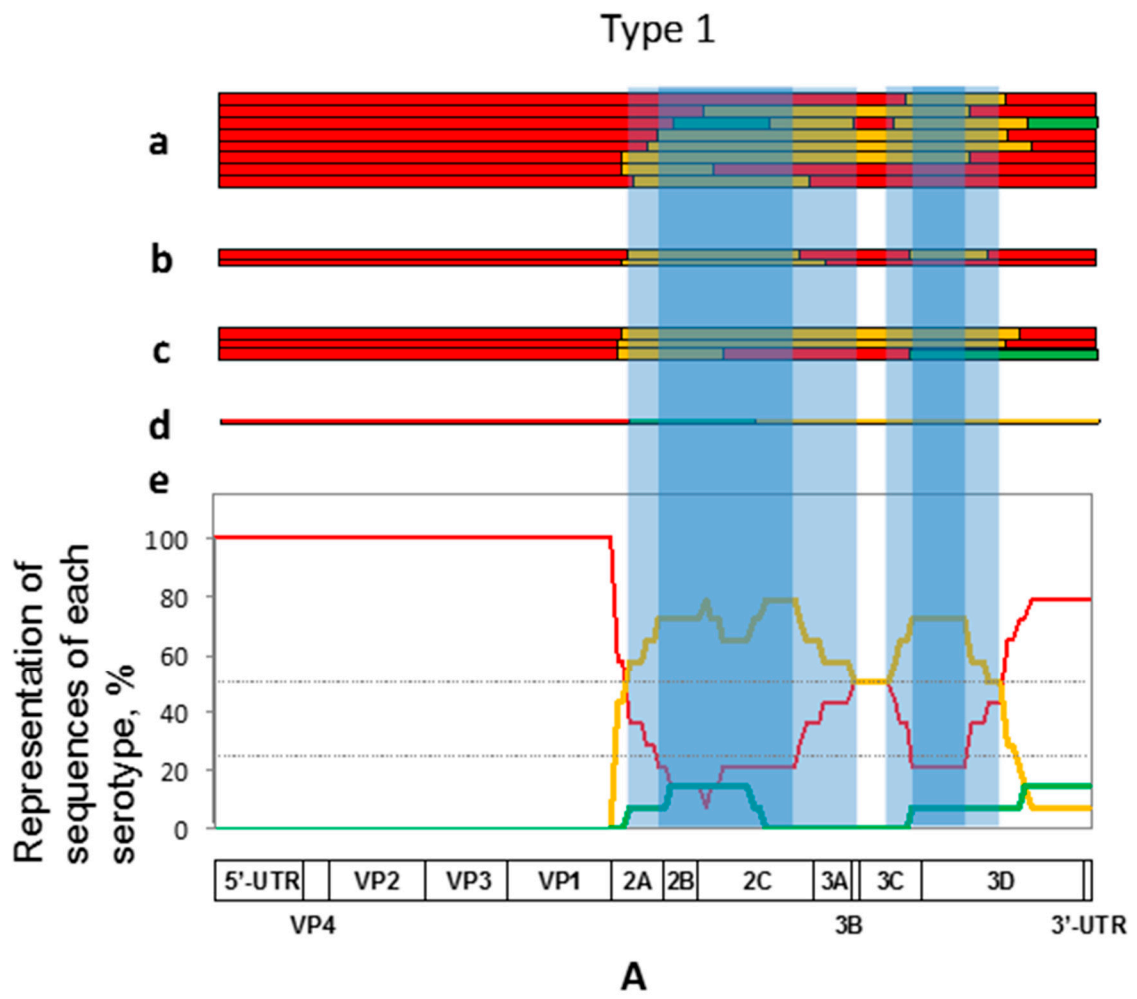 Type 1
a
b
c
d
e
Representation of
sequences of each
serotype, %
100
80
60
40
20
0
5’-UTR VP2 VP3 VP1 2A 2B 2C 3A 3C 3D
VP4 3B 3’-UTR
A